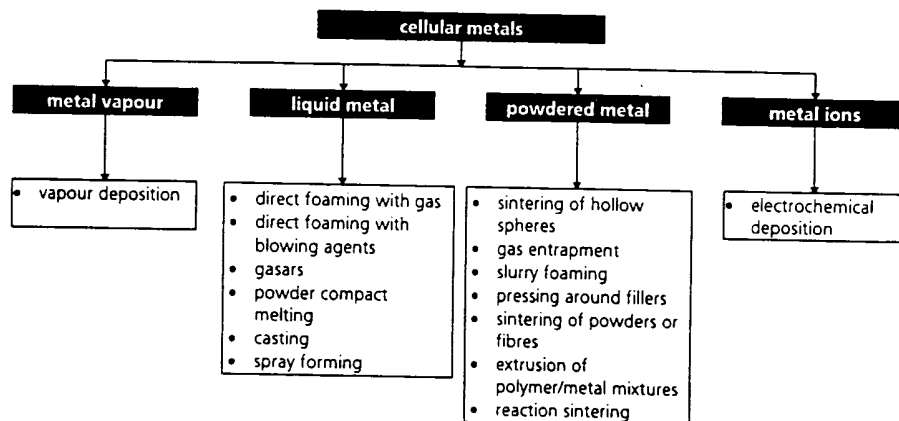 cellular metals
metal vapour
liquid metal
powdered metal
metal ions
• vapour deposition
• direct foaming with gas
• direct foaming with
blowing agents
• gasars
• powder compact
melting
• casting
• spray forming
• sintering of hollow
spheres
• gas entrapment
• slurry foaming
• pressing around fillers
• sintering of powders or
fibres
• extrusion of
polymer/metal mixtures
• reaction sintering
• electrochemical
deposition